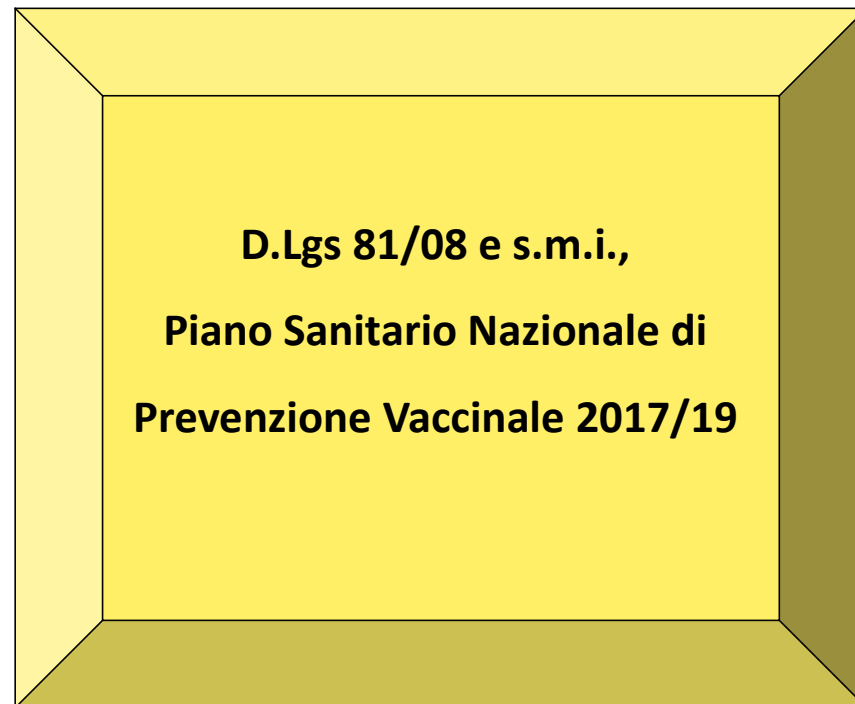 D.Lgs 81/08 e s.m.i.,
Piano Sanitario Nazionale di
Prevenzione Vaccinale 2017/19